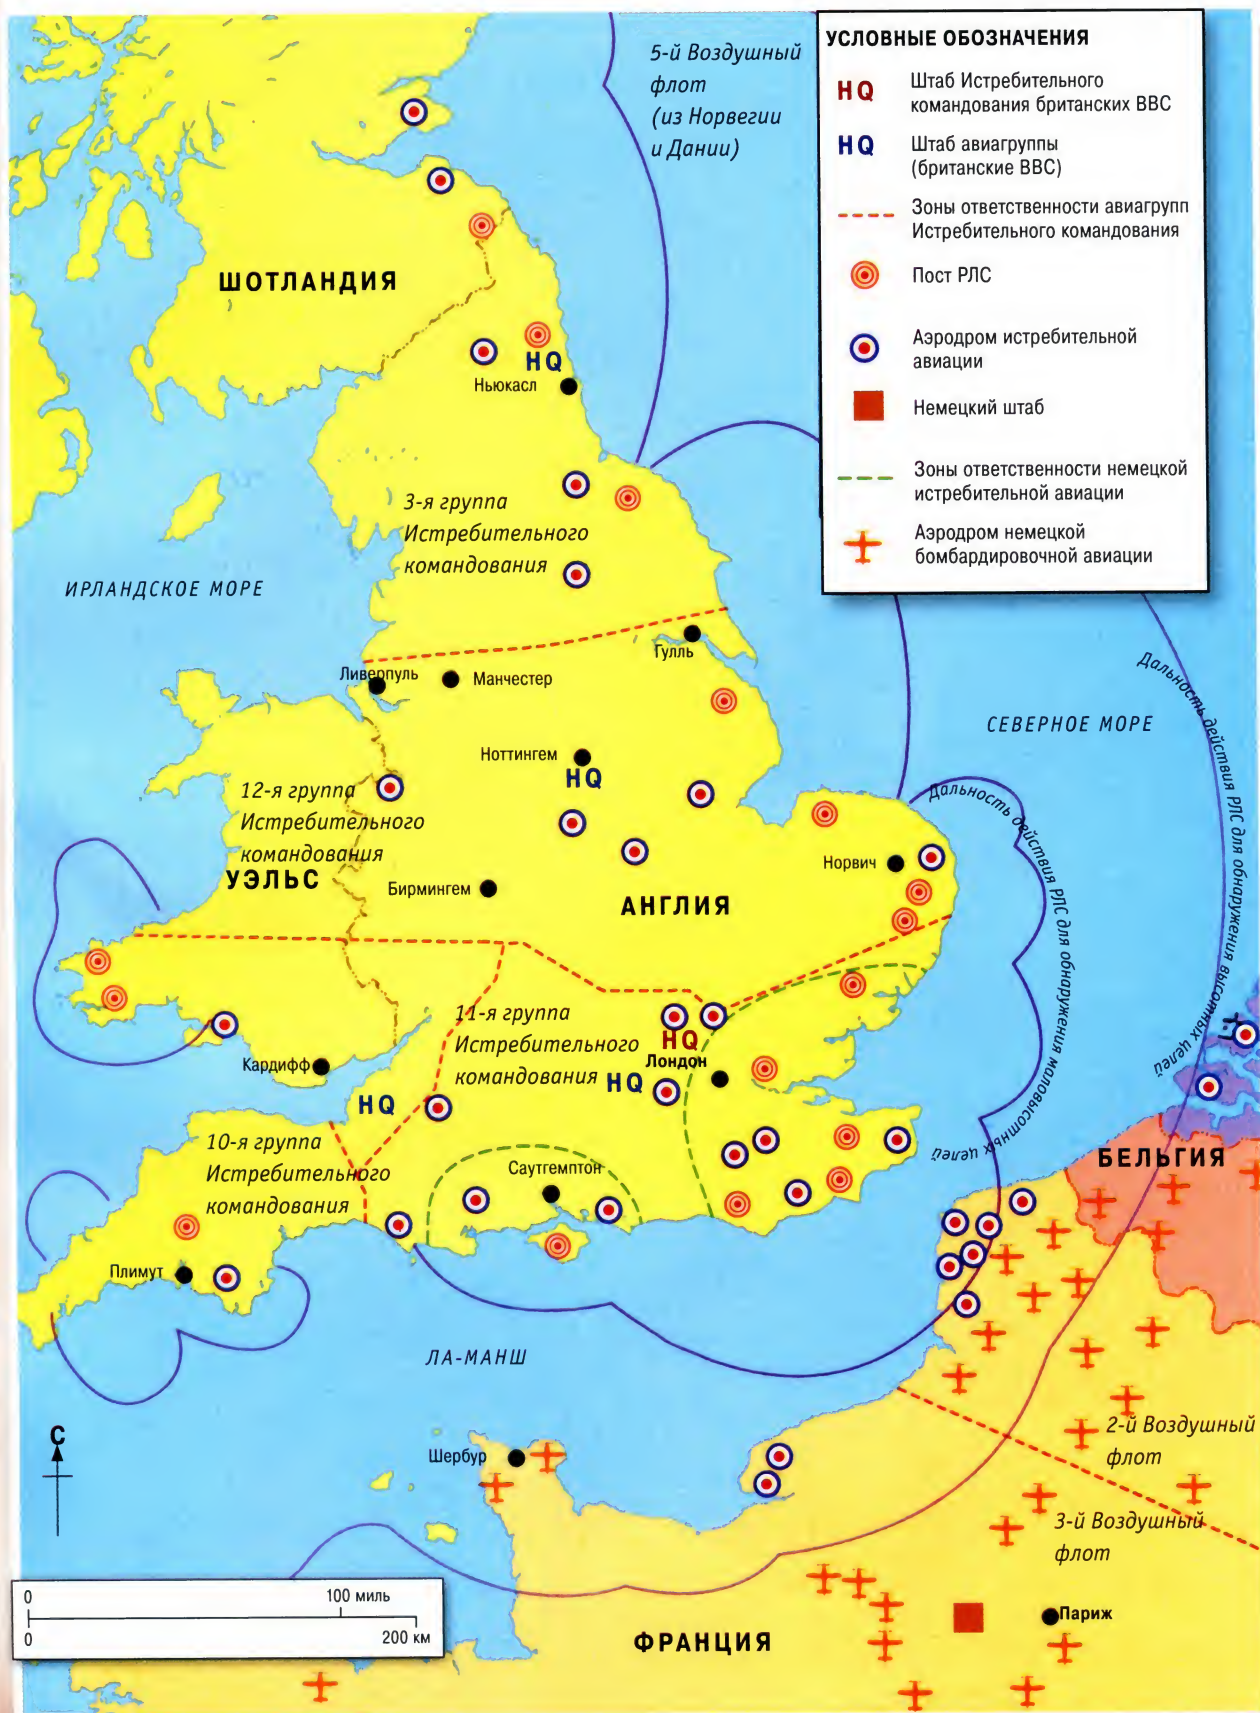 5-й Воздушный
флот
(из Норвегии
и Дании)
УСЛОВНЫЕ ОБОЗНАЧЕНИЯ
HQ
Штаб Истребительного
командования британских ВВС
HQ
Штаб авиагруппы
(британские ВВС)
Зоны ответственности авиагрупп
Истребительного командования
Пост РЛС
Аэродром истребительной
авиации
Немецкий штаб
Зоны ответственности немецкой
истребительной авиации
Аэродром немецкой
бомбардировочной авиации
ШОТЛАНДИЯ
HQ
Ньюкасл
3-я группа
Истребительного
командования
ИРЛАНДСКОЕ МОРЕ
Гулль
Ливерпуль
Манчестер
СЕВЕРНОЕ МОРЕ
Дальность действия РЛС для обнаружения высотных целей
Ноттингем
HQ
12-я группа
Истребительного
командования
УЭЛЬС
Дальность действия РЛС для обнаружения маловысотных целей
Норвич
Бирмингем
АНГЛИЯ
11-я группа
Истребительного
командования
HQ
Лондон
HQ
Кардифф
HQ
10-я группа
Истребительного
командования
Саутгемптон
БЕЛЬГИЯ
Плимут
ЛА-МАНШ
С
Шербур
2-й Воздушный
флот
3-й Воздушный
флот
Париж
ФРАНЦИЯ
0
100 миль
0
200 км